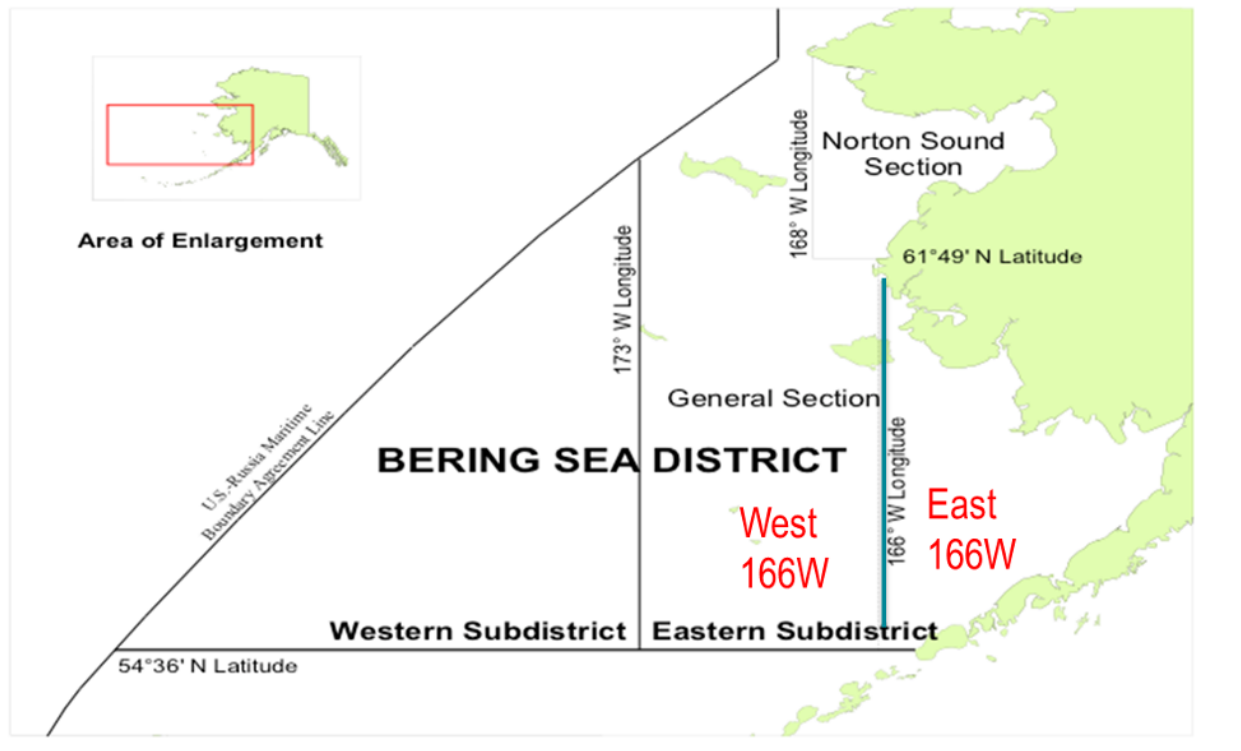 Area of Enlargement
168° W Longitude
Norton Sound
Section
61°49' N Latitude
173° W Longitude
General Section
U.S.-Russia Maritime
Boundary Agreement Line
BERING SEA DISTRICT
166° W Longitude
West
166W
East
166W
Western Subdistrict
Eastern Subdistrict
54°36' N Latitude